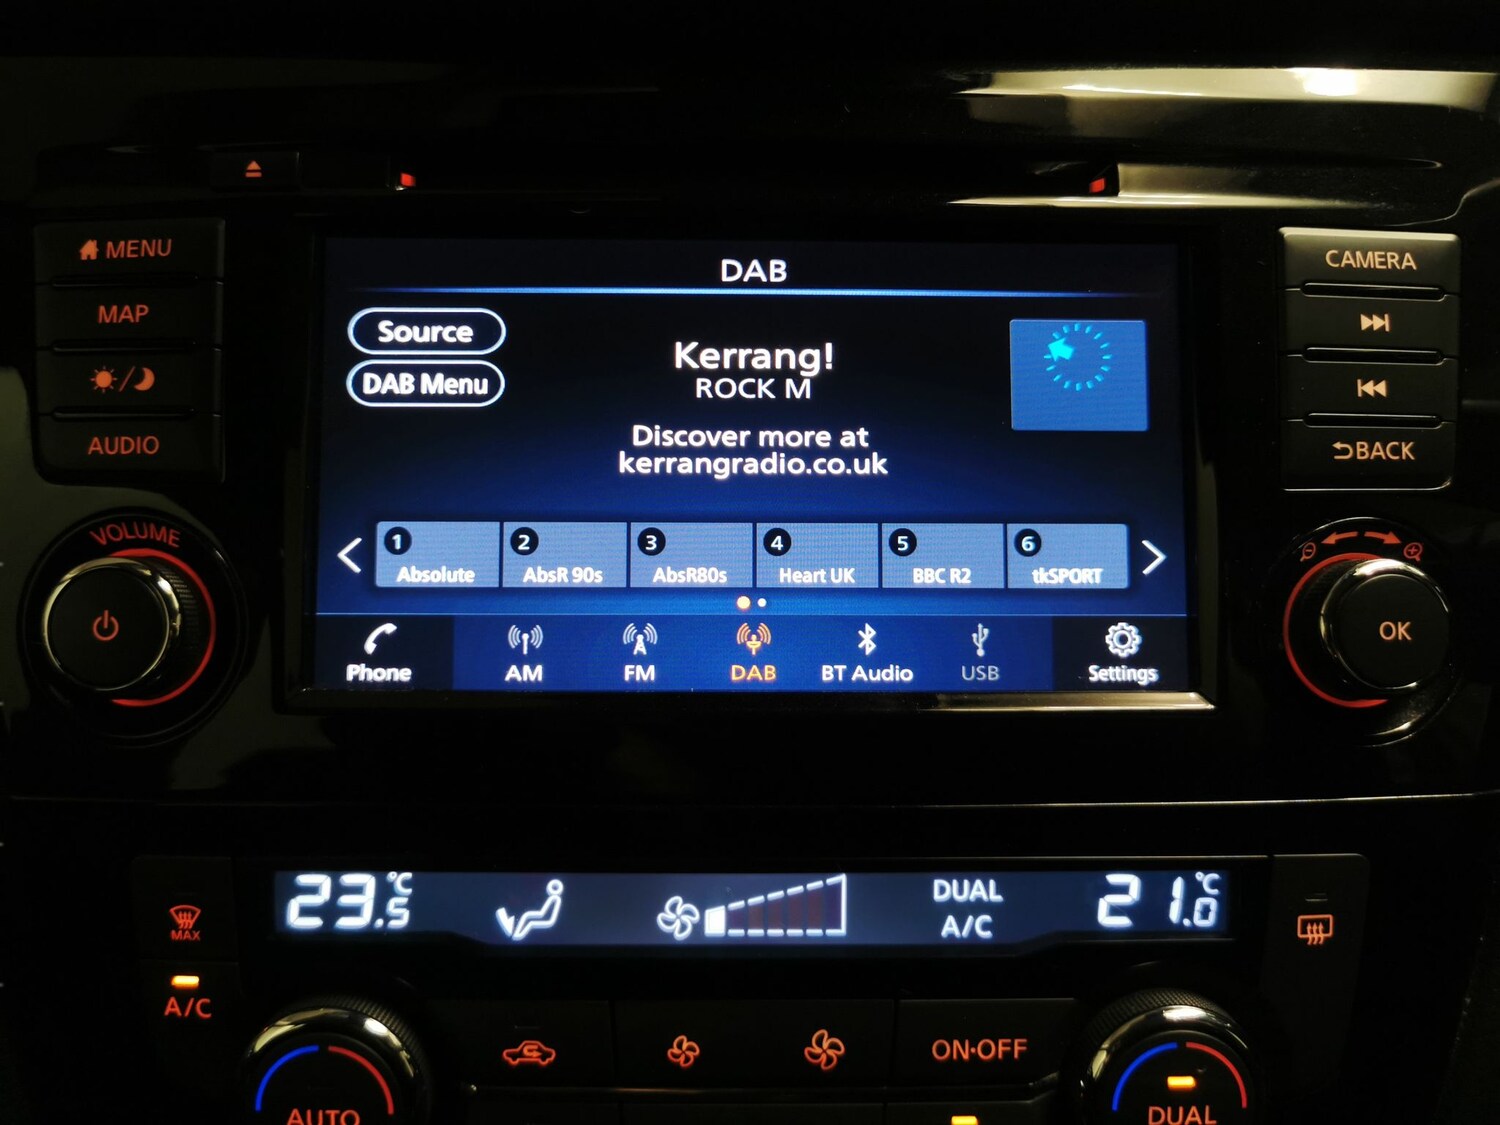 MENU
MAP
AUDIO
VOLUME
DAB
Source
DAB Menu
Kerrang!
ROCK M
Discover more at
kerrangradio.co.uk
1 Absolute
2 AbsR 90s
3 AbsR80s
4 Heart UK
5 BBC R2
6 tkSPORT
Phone
AM
FM
DAB
BT Audio
USB
Settings
CAMERA
BACK
OK
MAX
A/C
23.5°C
DUAL
A/C
21.0°C
AUTO
ON·OFF
DUAL